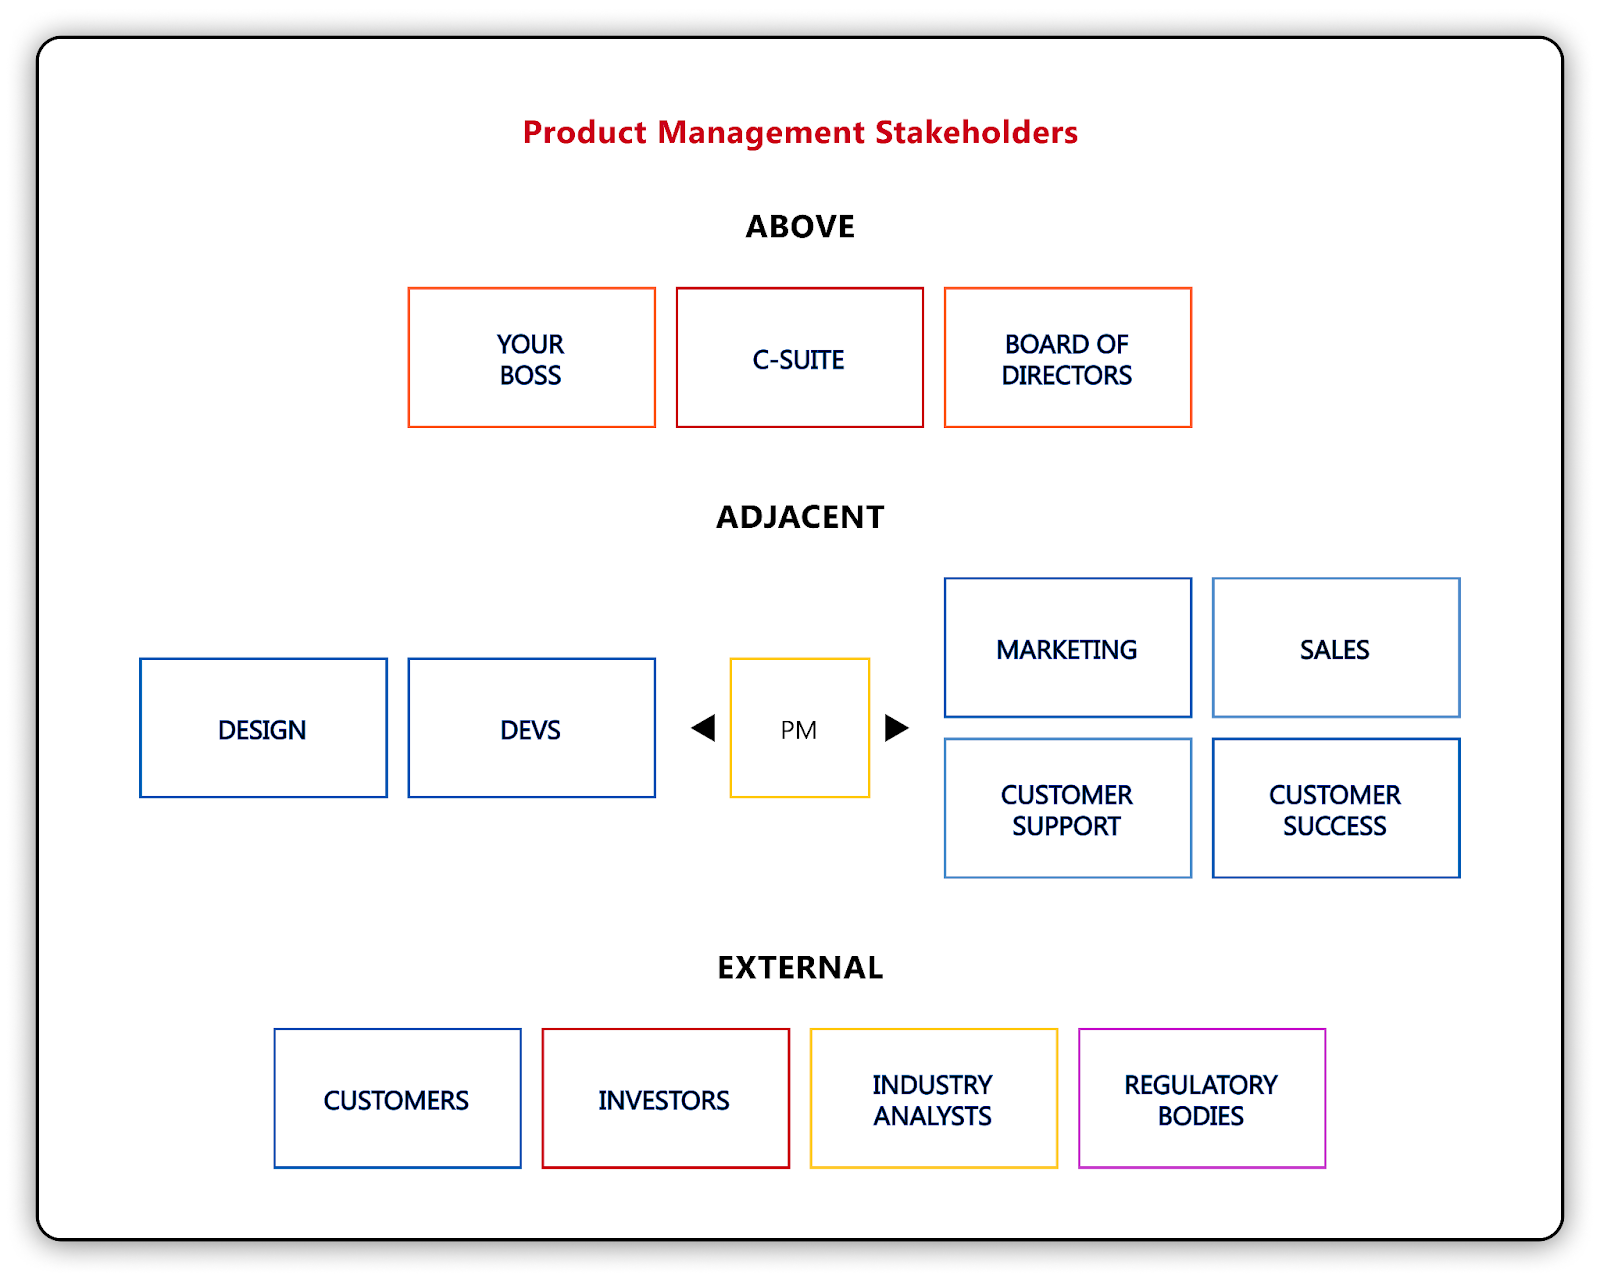 Product Management Stakeholders
ABOVE
YOUR
BOSS
C-SUITE
BOARD OF
DIRECTORS
ADJACENT
DESIGN
DEVS
PM
MARKETING
SALES
CUSTOMER
SUPPORT
CUSTOMER
SUCCESS
EXTERNAL
CUSTOMERS
INVESTORS
INDUSTRY
ANALYSTS
REGULATORY
BODIES